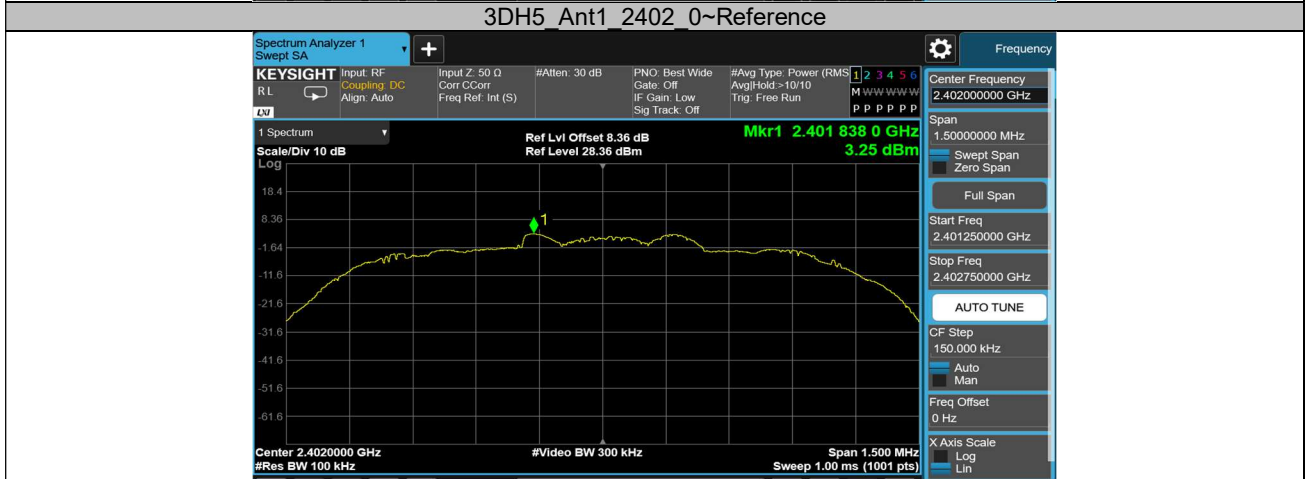 3DH5_Ant1_2402_0~Reference
Spectrum Analyzer 1
Swept SA
+
Frequency
KEYSIGHT
RL
LXI
Input: RF
Coupling: DC
Align: Auto
Input Z: 50 Ω
Corr CCorr
Freq Ref: Int (S)
#Atten: 30 dB
PNO: Best Wide
Gate: Off
IF Gain: Low
Sig Track: Off
#Avg Type: Power (RMS
Avg|Hold:>10/10
Trig: Free Run
1 2 3 4 5 6
M W W W W W
P P P P P P
1 Spectrum
Scale/Div 10 dB
Log
Ref Lvl Offset 8.36 dB
Ref Level 28.36 dBm
Mkr1 2.401 838 0 GHz
3.25 dBm
18.4
8.36
-1.64
-11.6
-21.6
-31.6
-41.6
-51.6
-61.6
1
Center 2.4020000 GHz
#Res BW 100 kHz
#Video BW 300 kHz
Span 1.500 MHz
Sweep 1.00 ms (1001 pts)
Center Frequency
2.402000000 GHz
Span
1.50000000 MHz
Swept Span
Zero Span
Full Span
Start Freq
2.401250000 GHz
Stop Freq
2.402750000 GHz
AUTO TUNE
CF Step
150.000 kHz
Auto
Man
Freq Offset
0 Hz
X Axis Scale
Log
Lin